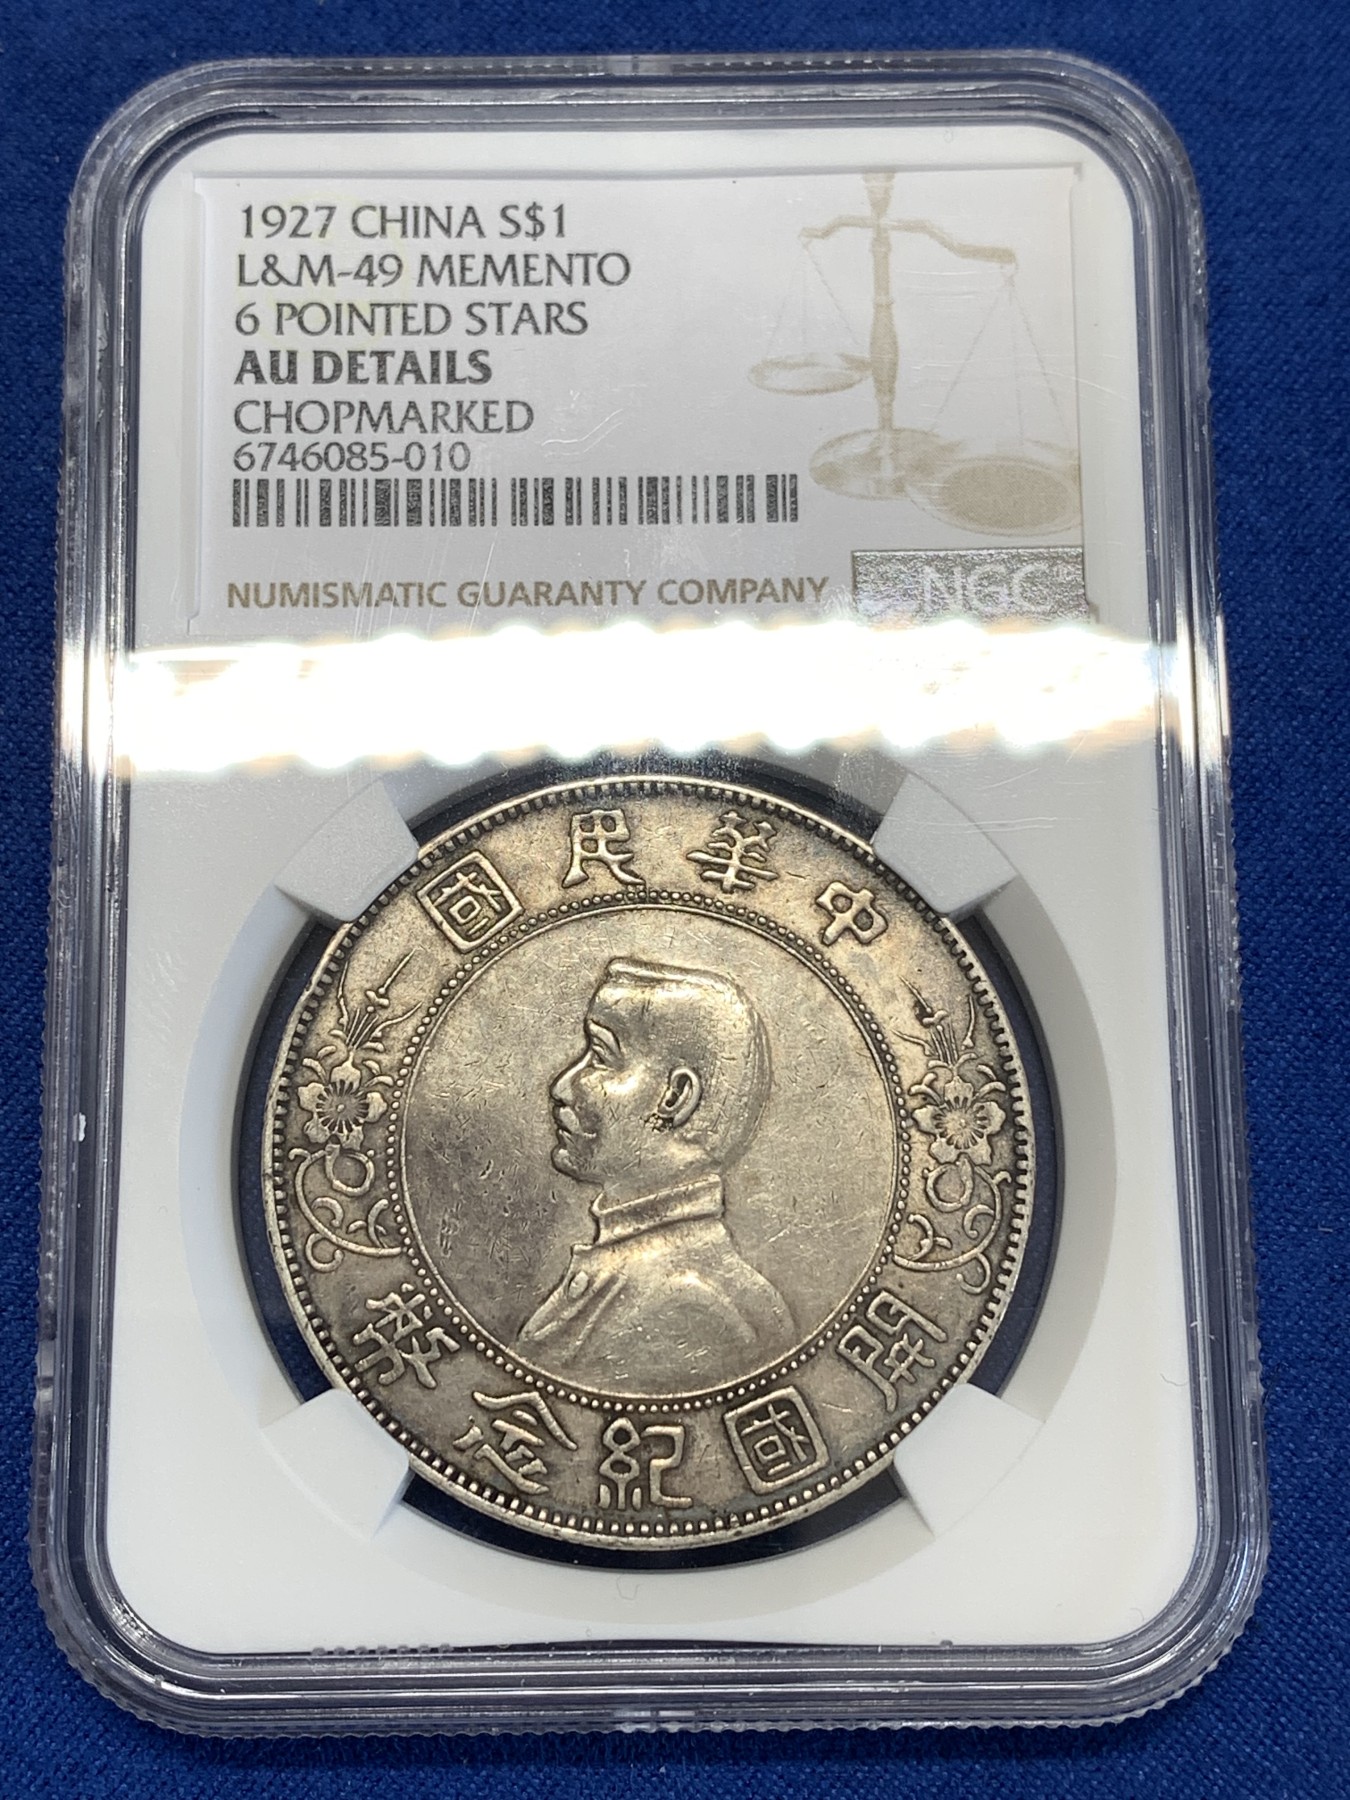 1927 CHINA S$1
L&M-49 MEMENTO
6 POINTED STARS
AU DETAILS
CHOPMARKED
6746085-010
NUMISMATIC GUARANTY COMPANY
NGC
中華民國
開國紀念幣